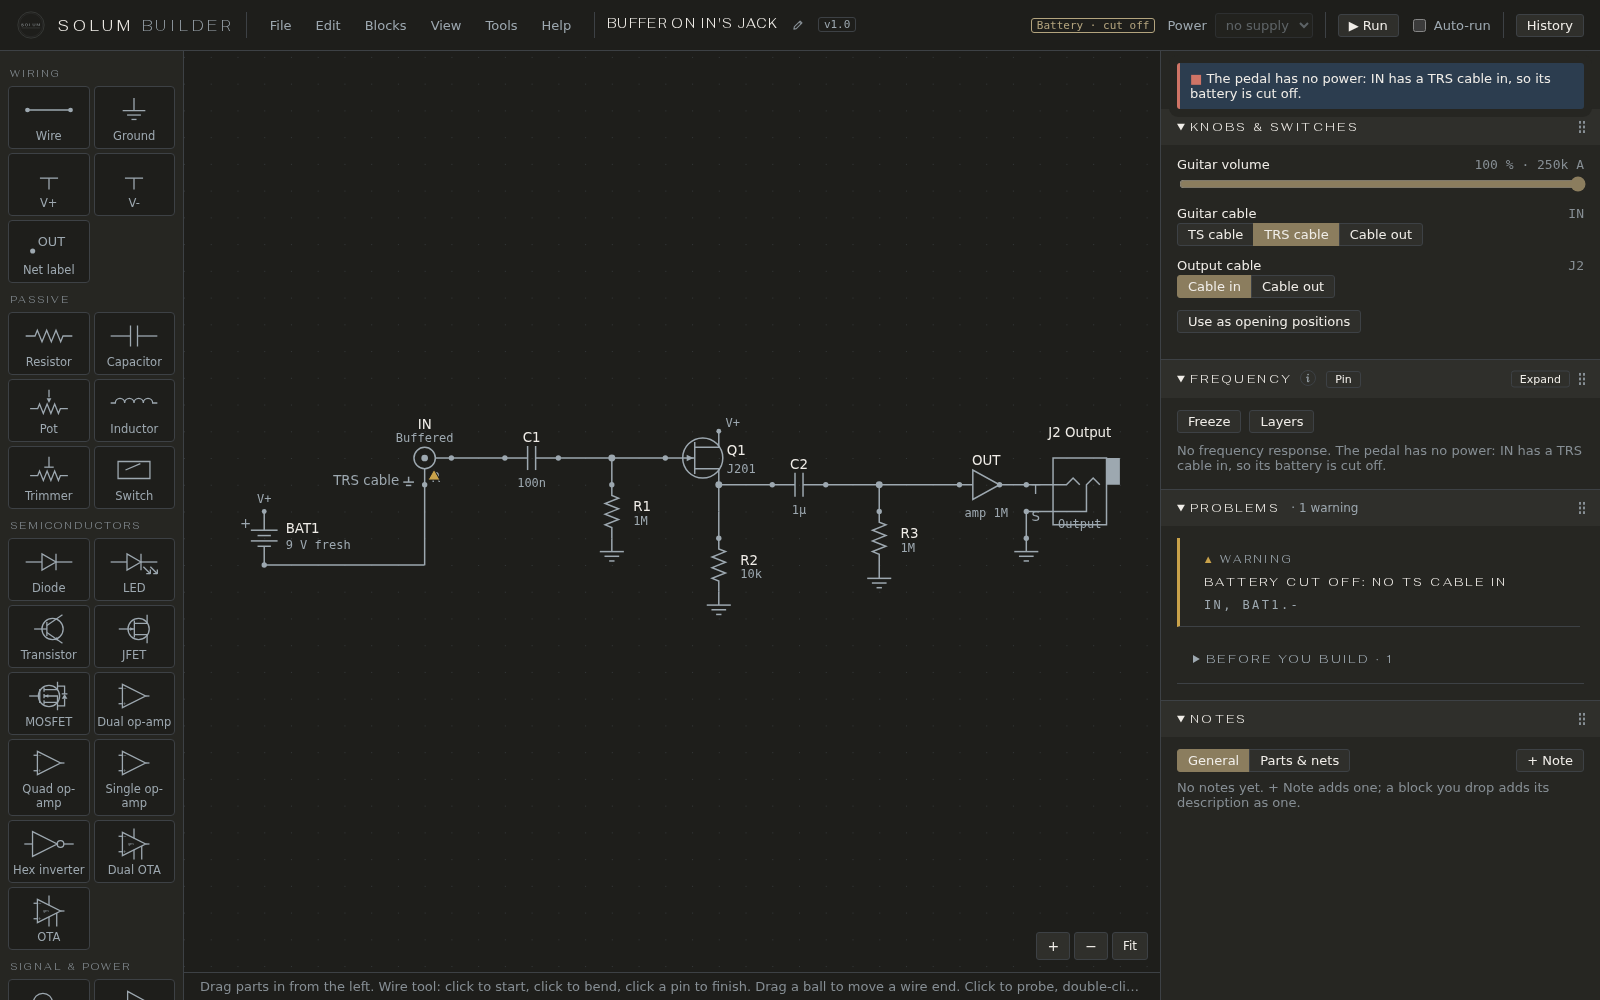 SOLUM BUILDER
File Edit Blocks View Tools Help
BUFFER ON IN'S JACK
v1.0
Battery · cut off
Power
no supply
▶ Run
Auto-run
History
WIRING
Wire
Ground
V+
V-
OUT
Net label
PASSIVE
Resistor
Capacitor
Pot
Inductor
Trimmer
Switch
SEMICONDUCTORS
Diode
LED
Transistor
JFET
MOSFET
Dual op-amp
Quad op-
amp
Single op-
amp
Hex inverter
Dual OTA
OTA
SIGNAL & POWER
IN
Buffered
TRS cable
V+
+
BAT1
9 V fresh
C1
100n
R1
1M
V+
Q1
J201
C2
1µ
R2
10k
R3
1M
OUT
amp 1M
J2 Output
T
S
Output
+
−
Fit
Drag parts in from the left. Wire tool: click to start, click to bend, click a pin to finish. Drag a ball to move a wire end. Click to probe, double-cli…
The pedal has no power: IN has a TRS cable in, so its
battery is cut off.
KNOBS & SWITCHES
Guitar volume
100 % · 250k A
Guitar cable
IN
TS cable
TRS cable
Cable out
Output cable
J2
Cable in
Cable out
Use as opening positions
FREQUENCY
i
Pin
Expand
Freeze
Layers
No frequency response. The pedal has no power: IN has a TRS
cable in, so its battery is cut off.
PROBLEMS · 1 warning
WARNING
BATTERY CUT OFF: NO TS CABLE IN
IN, BAT1.-
BEFORE YOU BUILD · 1
NOTES
General
Parts & nets
+ Note
No notes yet. + Note adds one; a block you drop adds its
description as one.